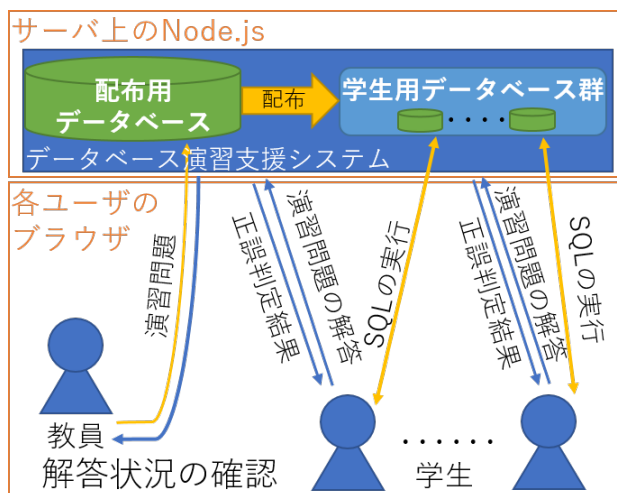 サーバ上のNode.js
配布用
データベース
配布
学生用データベース群
‥‥
データベース演習支援システム
各ユーザの
ブラウザ
演習問題
正誤判定結果
演習問題の解答
SQLの実行
正誤判定結果
演習問題の解答
SQLの実行
教員
解答状況の確認
‥‥‥
学生